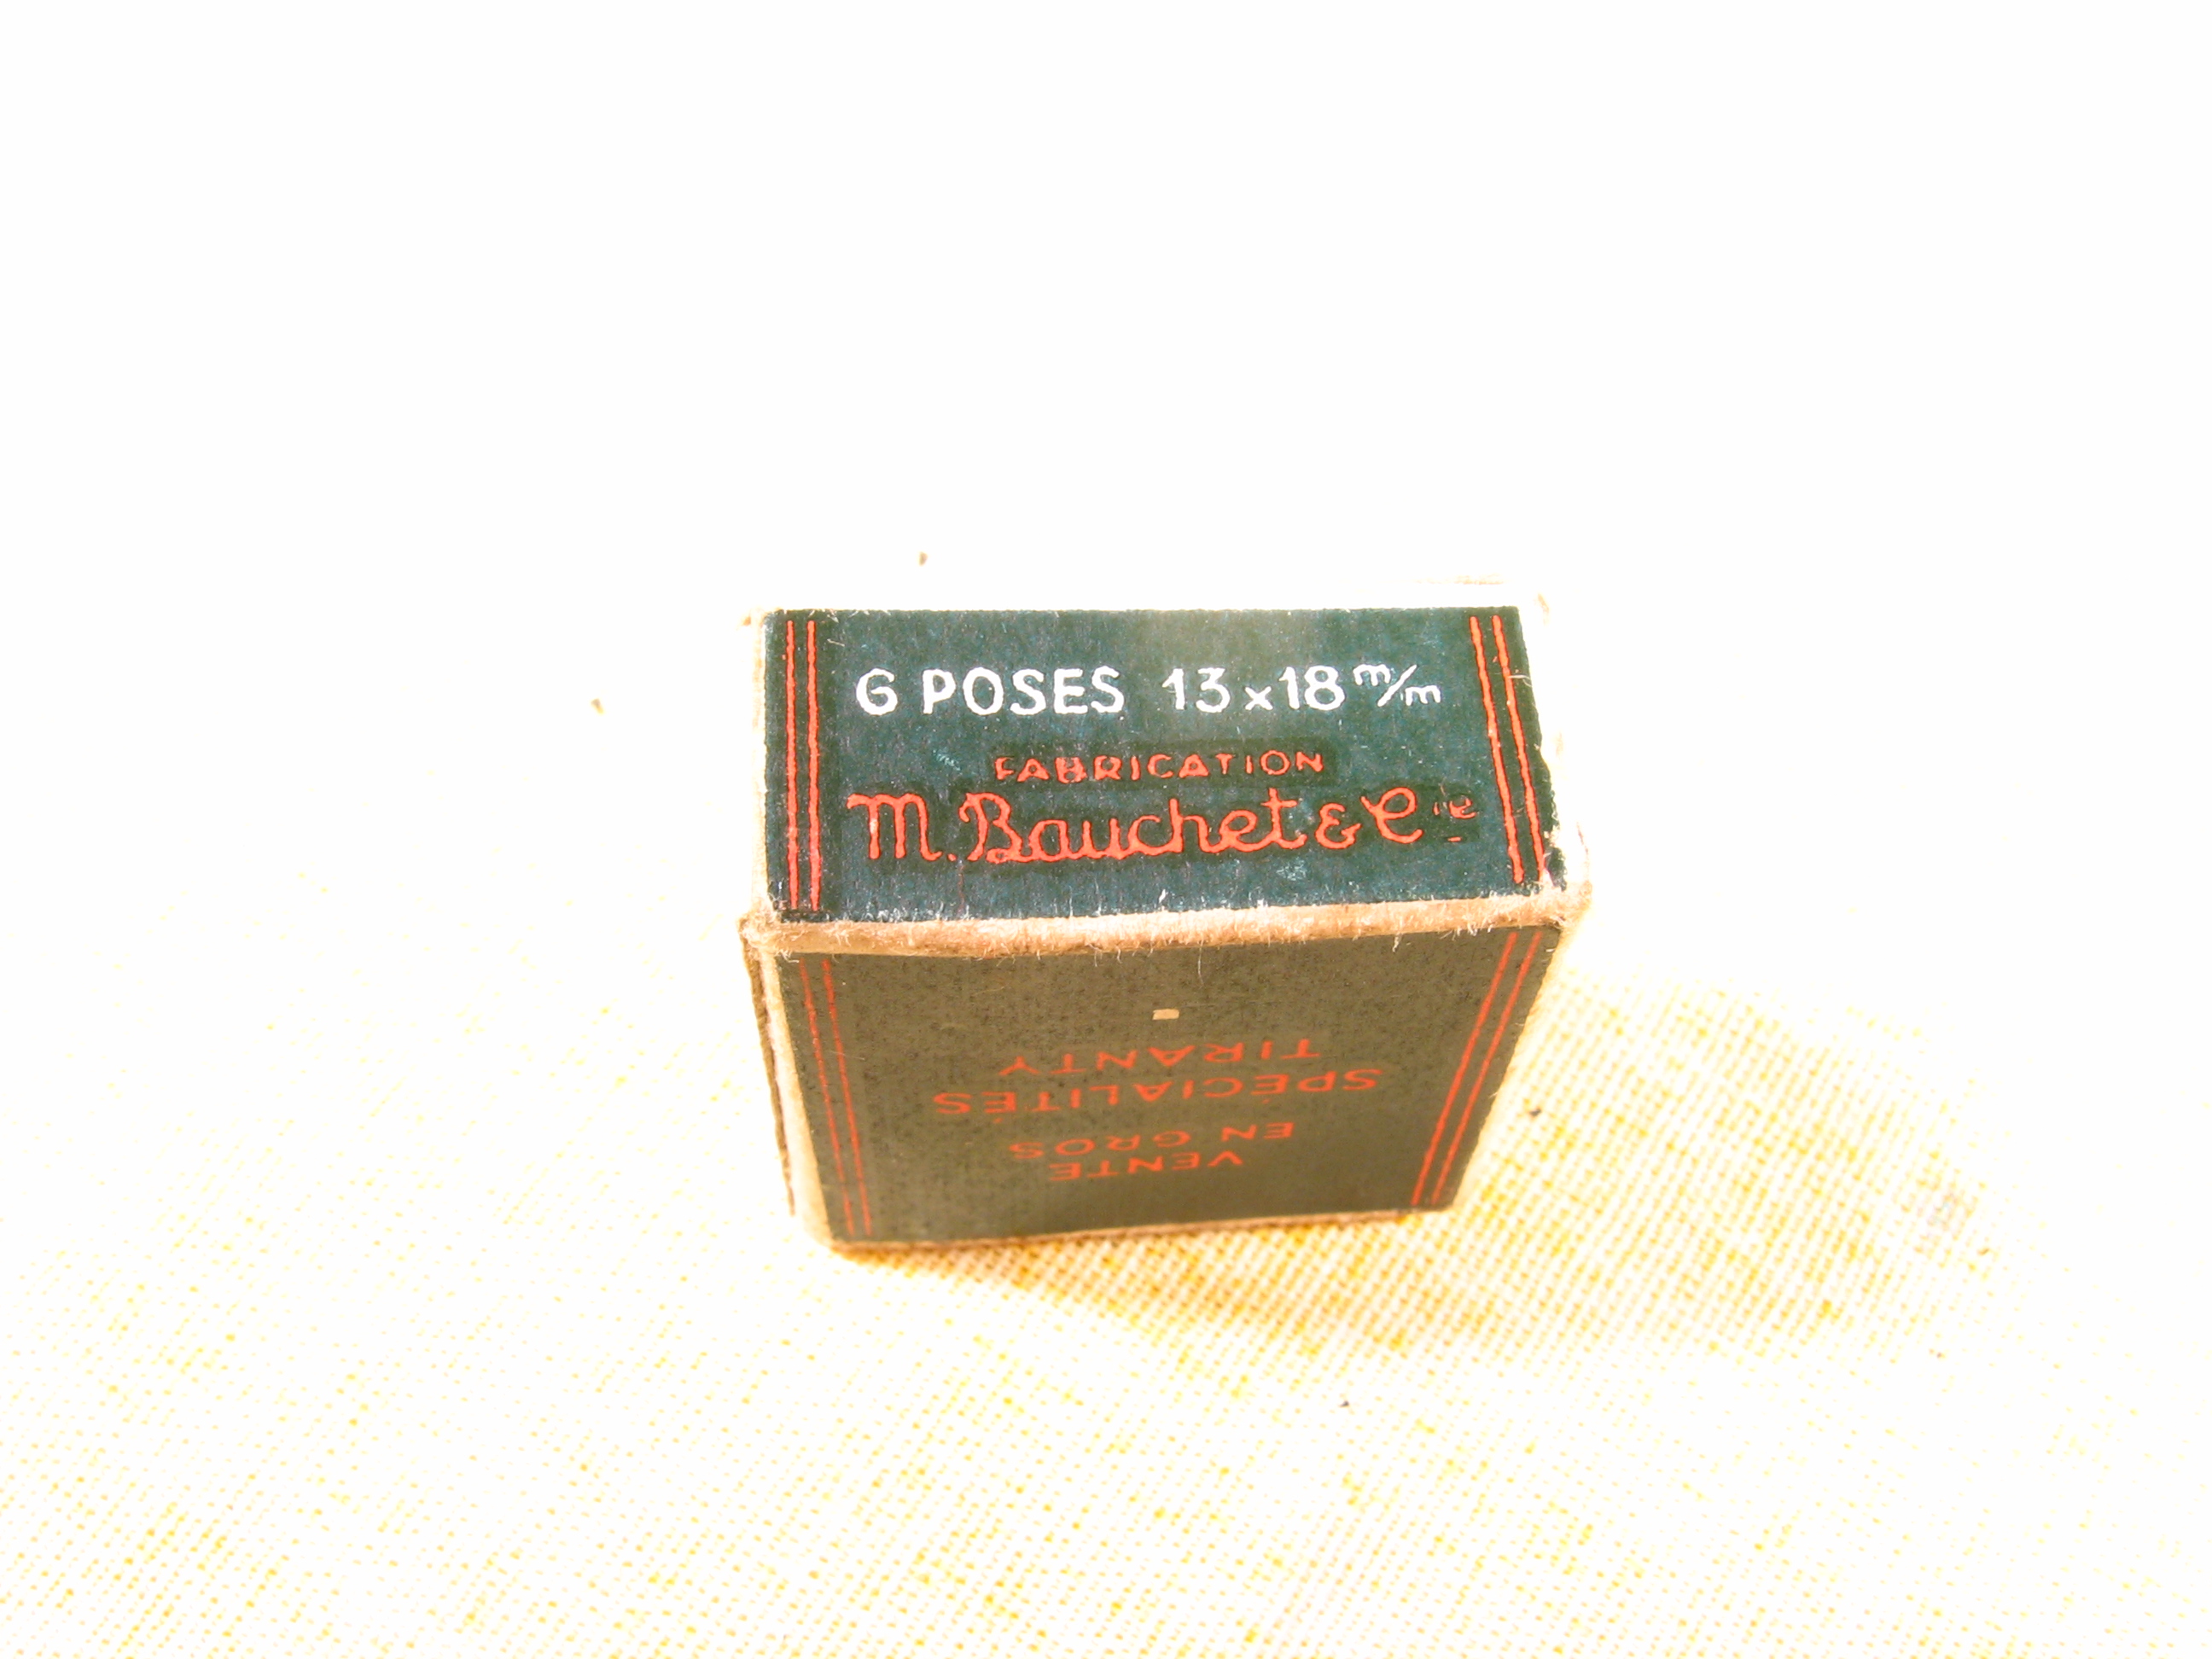 6 POSES 13x18 m/m
FABRICATION
M. Bauchet & Cie
VENTE
EN GROS
SPÉCIALITÉS
TIRANTY